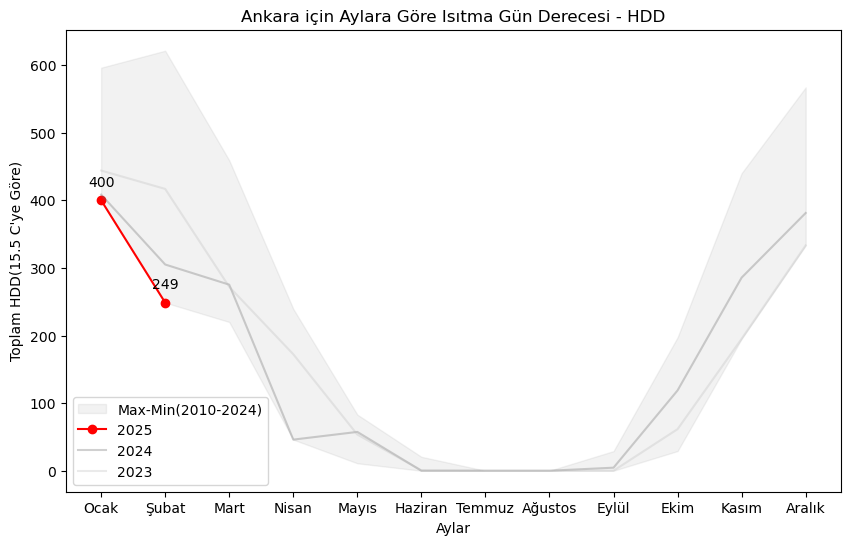 Ankara için Aylara Göre Isıtma Gün Derecesi - HDD
Toplam HDD(15.5 C'ye Göre)
600
500
400
300
200
100
0
400
249
Max-Min(2010-2024)
2025
2024
2023
Ocak Şubat Mart Nisan Mayıs Haziran Temmuz Ağustos Eylül Ekim Kasım Aralık
Aylar